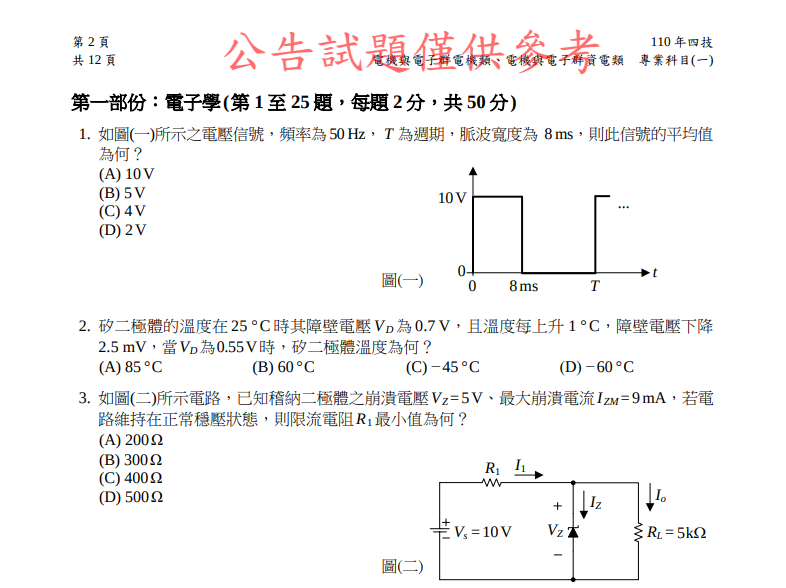 第 2 頁
共 12 頁
公告試題僅供參考
110 年四技
電機與電子群電機類、電機與電子群資電類 專業科目(一)
第一部份：電子學(第 1 至 25 題，每題 2 分，共 50 分)
1. 如圖(一)所示之電壓信號，頻率為 50 Hz， T 為週期，脈波寬度為 8 ms，則此信號的平均值
為何？
(A) 10 V
(B) 5 V
(C) 4 V
(D) 2 V
10 V
...
0
t
0 8 ms T
圖(一)
2. 矽二極體的溫度在 25 °C 時其障壁電壓 V_D 為 0.7 V，且溫度每上升 1 °C，障壁電壓下降
2.5 mV，當 V_D 為 0.55 V 時，矽二極體溫度為何？
(A) 85 °C (B) 60 °C (C) −45 °C (D) −60 °C
3. 如圖(二)所示電路，已知稽納二極體之崩潰電壓 V_Z = 5 V、最大崩潰電流 I_ZM = 9 mA，若電
路維持在正常穩壓狀態，則限流電阻 R₁ 最小值為何？
(A) 200 Ω
(B) 300 Ω
(C) 400 Ω
(D) 500 Ω
R₁ I₁
+ I_Z I_o
+ V_s = 10 V V_Z R_L = 5 kΩ
− −
圖(二)